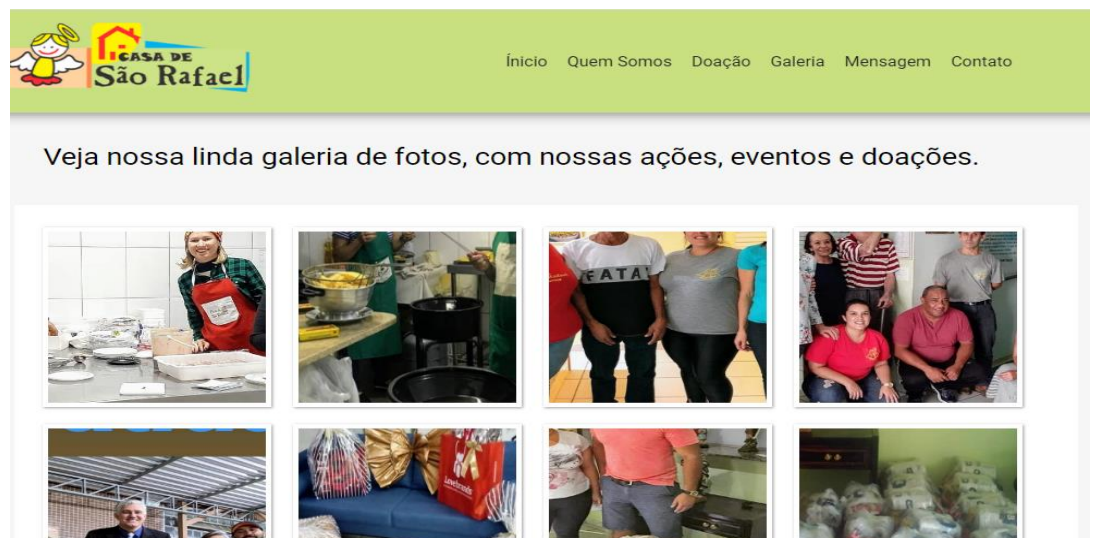 CASA DE
São Rafael
Ínicio Quem Somos Doação Galeria Mensagem Contato
Veja nossa linda galeria de fotos, com nossas ações, eventos e doações.
FATAL